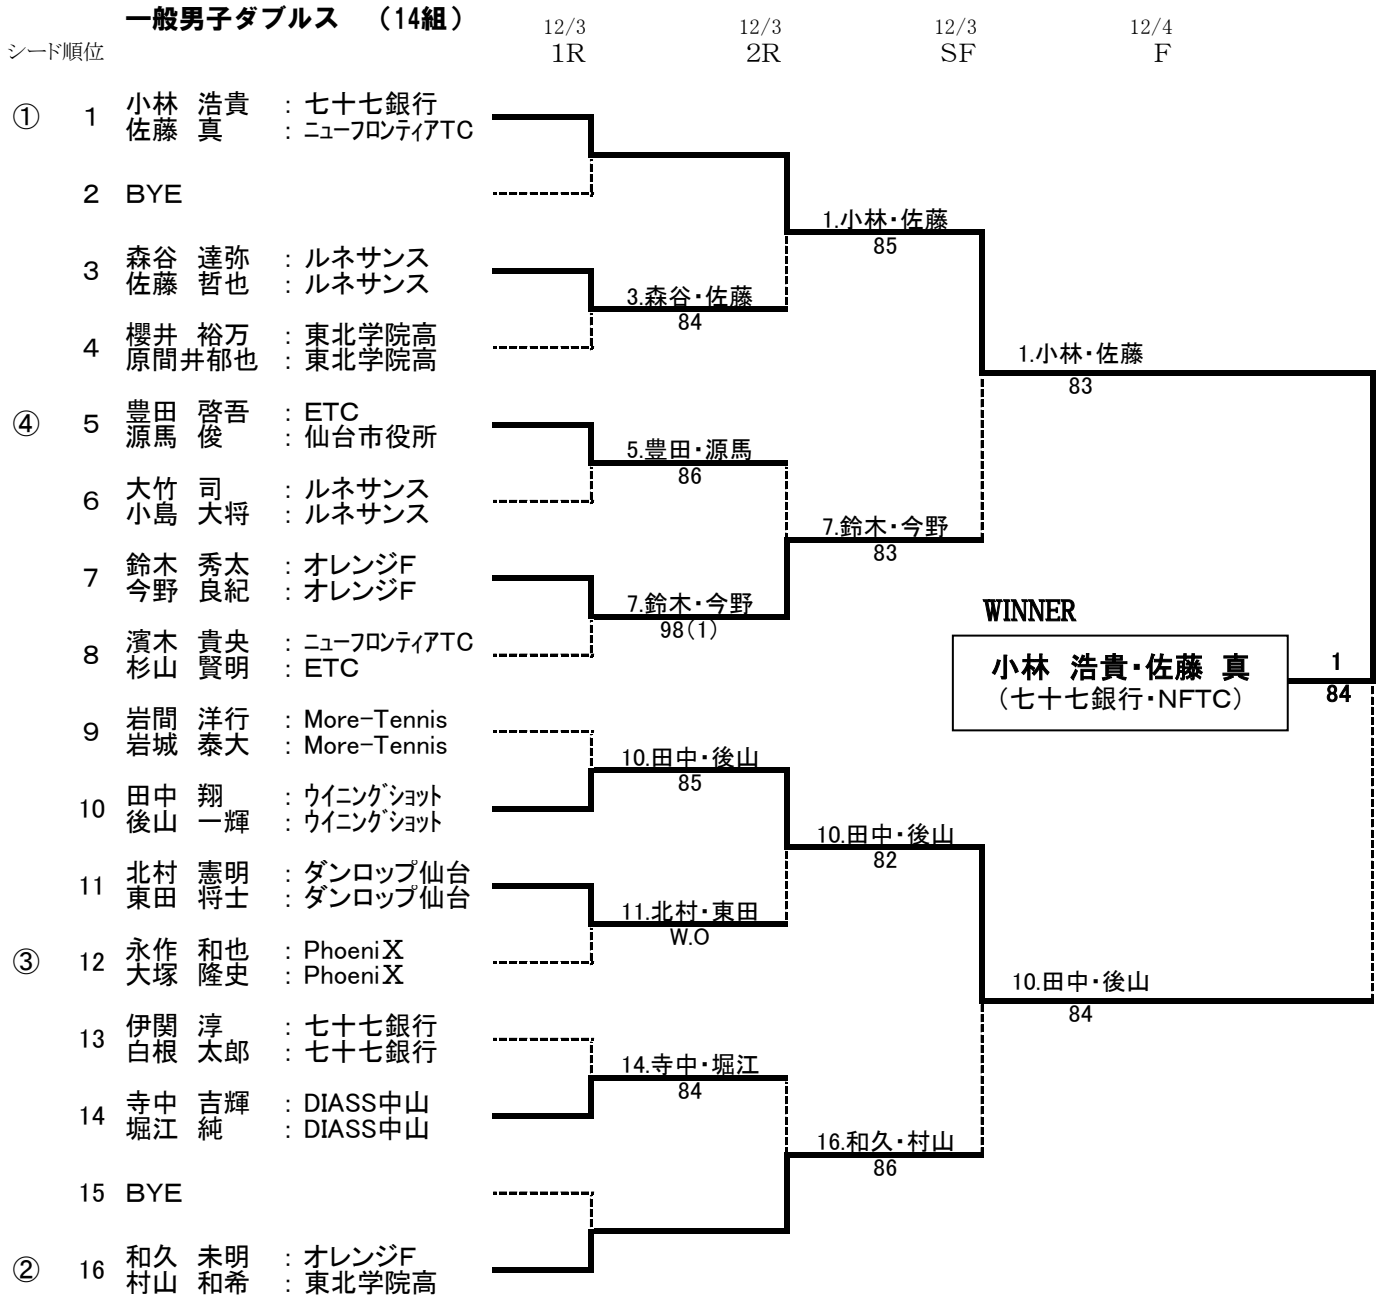 一般男子ダブルス （14組）
12/3 12/3 12/3 12/4
シード順位 1R 2R SF F
① 1 小林 浩貴 : 七十七銀行
佐藤 真 : ニューフロンティアTC
2 BYE
1.小林・佐藤
85
3 森谷 達弥 : ルネサンス
佐藤 哲也 : ルネサンス
3.森谷・佐藤
84
4 櫻井 裕万 : 東北学院高
原間井郁也 : 東北学院高
1.小林・佐藤
83
④ 5 豊田 啓吾 : ETC
源馬 俊 : 仙台市役所
5.豊田・源馬
86
6 大竹 司 : ルネサンス
小島 大将 : ルネサンス
7.鈴木・今野
83
7 鈴木 秀太 : オレンジF
今野 良紀 : オレンジF
7.鈴木・今野
98(1)
WINNER
8 濱木 貴央 : ニューフロンティアTC
杉山 賢明 : ETC
小林 浩貴・佐藤 真 1
（七十七銀行・NFTC） 84
9 岩間 洋行 : More-Tennis
岩城 泰大 : More-Tennis
10.田中・後山
85
10 田中 翔 : ウイニングショット
後山 一輝 : ウイニングショット
10.田中・後山
82
11 北村 憲明 : ダンロップ仙台
東田 将士 : ダンロップ仙台
11.北村・東田
W.O
③ 12 永作 和也 : PhoeniX
大塚 隆史 : PhoeniX
10.田中・後山
84
13 伊関 淳 : 七十七銀行
白根 太郎 : 七十七銀行
14.寺中・堀江
84
14 寺中 吉輝 : DIASS中山
堀江 純 : DIASS中山
16.和久・村山
86
15 BYE
② 16 和久 未明 : オレンジF
村山 和希 : 東北学院高